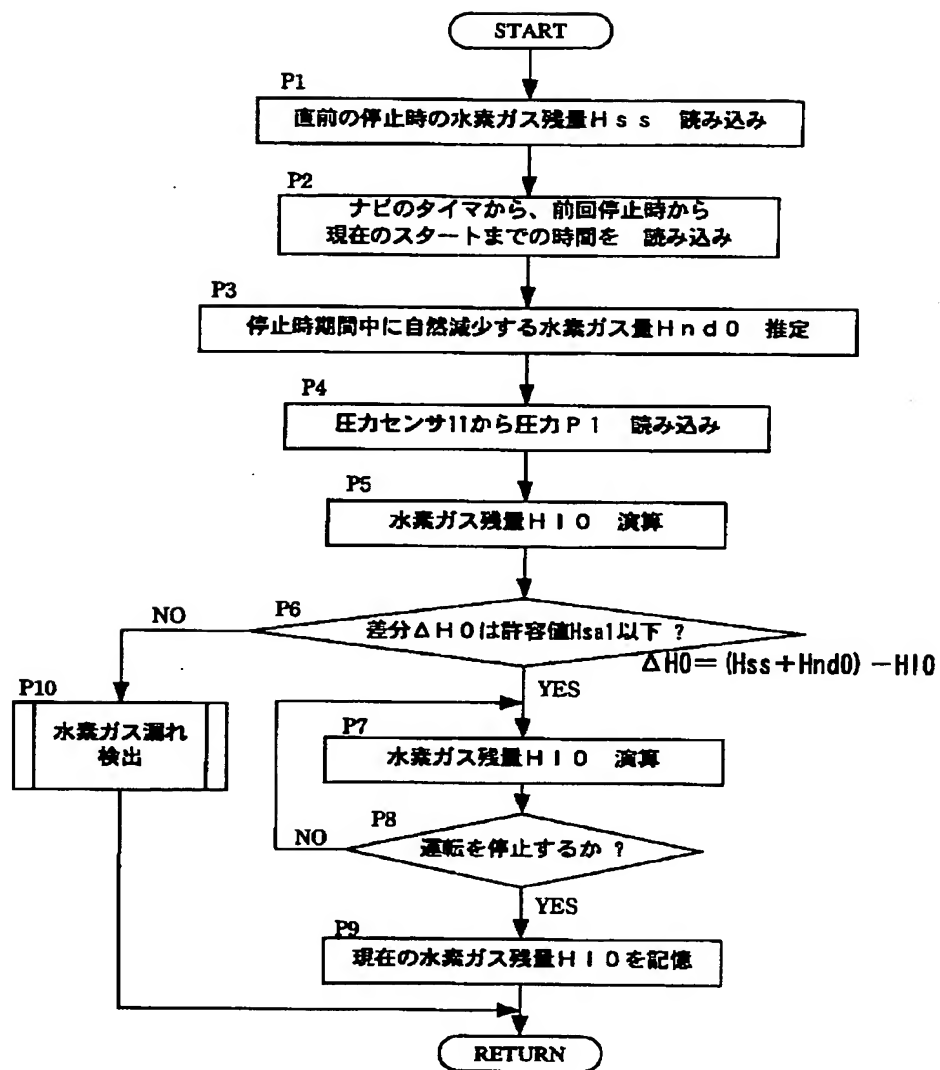 START
P1
直前の停止時の水素ガス残量Hss 読み込み
P2
ナビのタイマから、前回停止時から
現在のスタートまでの時間を 読み込み
P3
停止時期間中に自然減少する水素ガス量Hnd0 推定
P4
圧力センサ11から圧力P1 読み込み
P5
水素ガス残量Hl0 演算
P6
NO
差分ΔH0は許容値Hsal以下?
ΔH0=(Hss+Hnd0)-Hl0
YES
P10
水素ガス漏れ
検出
P7
水素ガス残量Hl0 演算
P8
NO
運転を停止するか?
YES
P9
現在の水素ガス残量Hl0を記憶
RETURN